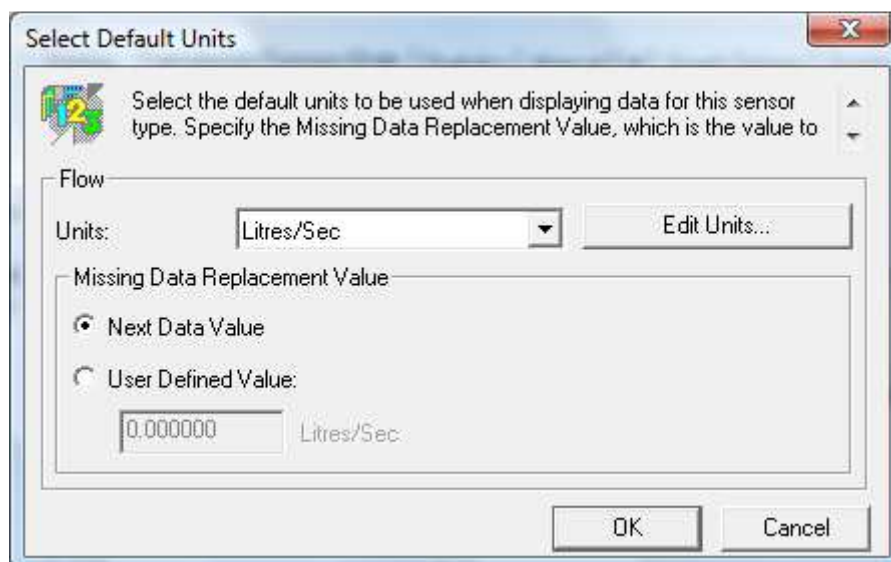 Select Default Units
Select the default units to be used when displaying data for this sensor
type. Specify the Missing Data Replacement Value, which is the value to
Flow
Units:
Litres/Sec
Edit Units...
Missing Data Replacement Value
Next Data Value
User Defined Value:
0.000000
Litres/Sec
OK
Cancel